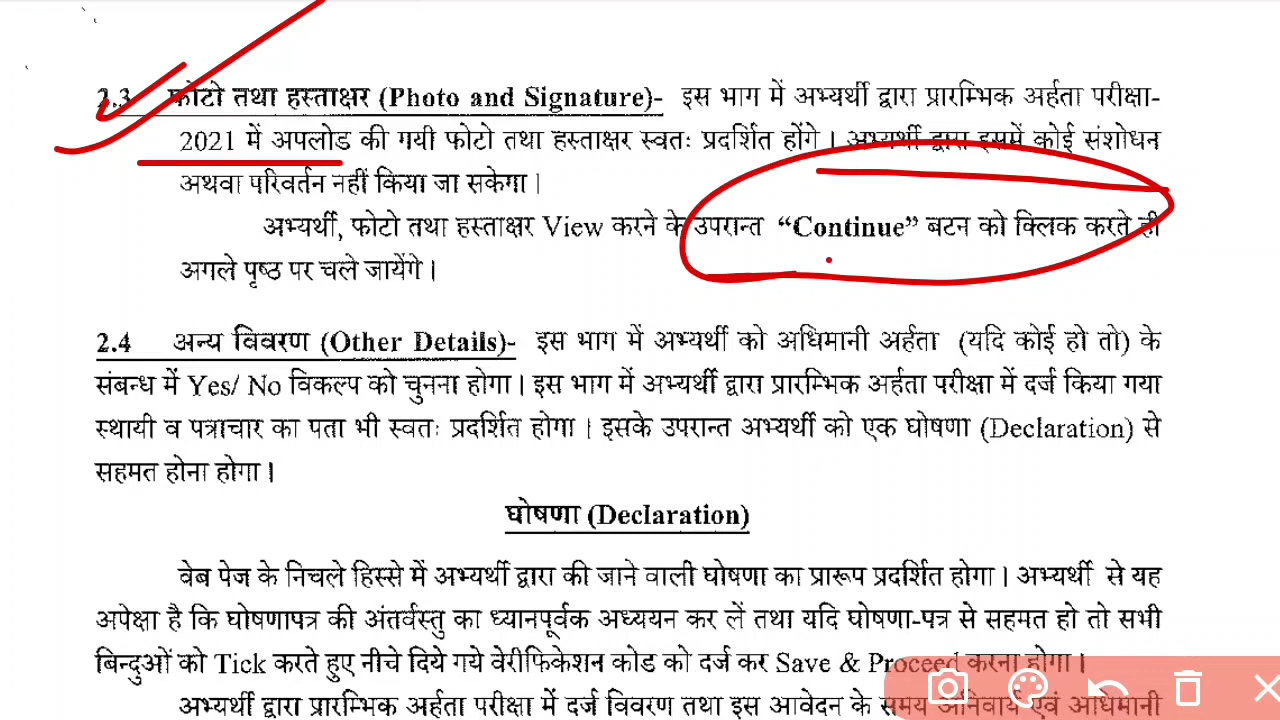 2.3 फोटो तथा हस्ताक्षर (Photo and Signature)- इस भाग में अभ्यर्थी द्वारा प्रारम्भिक अर्हता परीक्षा-
2021 में अपलोड की गयी फोटो तथा हस्ताक्षर स्वतः प्रदर्शित होंगे । अभ्यर्थी द्वारा इसमें कोई संशोधन
अथवा परिवर्तन नहीं किया जा सकेगा।
अभ्यर्थी, फोटो तथा हस्ताक्षर View करने के उपरान्त “Continue” बटन को क्लिक करते ही
अगले पृष्ठ पर चले जायेंगे।
2.4 अन्य विवरण (Other Details)- इस भाग में अभ्यर्थी को अधिमानी अर्हता (यदि कोई हो तो) के
संबन्ध में Yes/ No विकल्प को चुनना होगा। इस भाग में अभ्यर्थी द्वारा प्रारम्भिक अर्हता परीक्षा में दर्ज किया गया
स्थायी व पत्राचार का पता भी स्वतः प्रदर्शित होगा । इसके उपरान्त अभ्यर्थी को एक घोषणा (Declaration) से
सहमत होना होगा।
घोषणा (Declaration)
वेब पेज के निचले हिस्से में अभ्यर्थी द्वारा की जाने वाली घोषणा का प्रारूप प्रदर्शित होगा। अभ्यर्थी से यह
अपेक्षा है कि घोषणापत्र की अंतर्वस्तु का ध्यानपूर्वक अध्ययन कर लें तथा यदि घोषणा-पत्र से सहमत हो तो सभी
बिन्दुओं को Tick करते हुए नीचे दिये गये वेरीफिकेशन कोड को दर्ज कर Save & Proceed करना होगा।
अभ्यर्थी द्वारा प्रारम्भिक अर्हता परीक्षा में दर्ज विवरण तथा इस आवेदन के समय अनिवार्य एवं अधिमानी